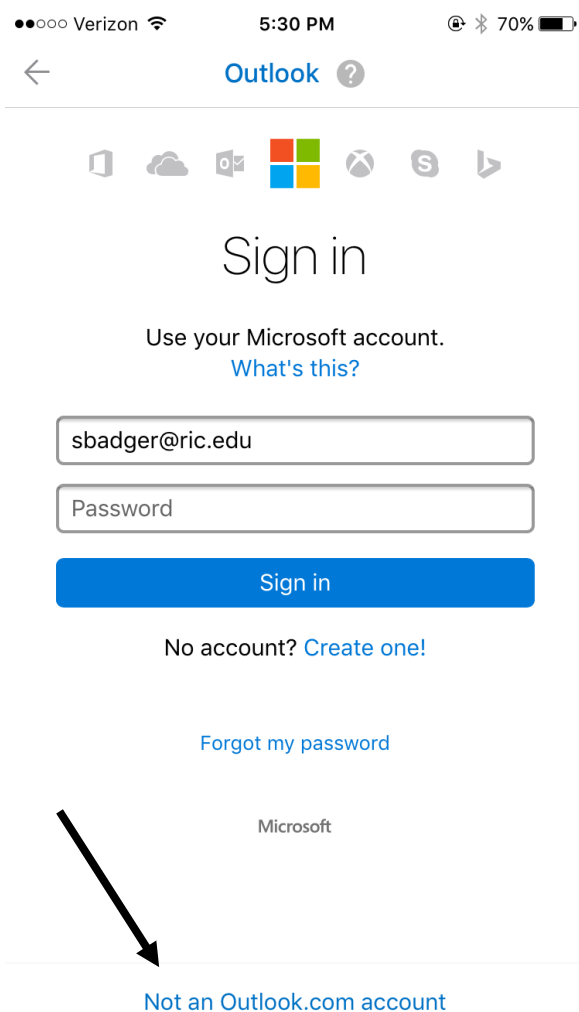 Verizon 5:30 PM 70%
Outlook ?
Sign in
Use your Microsoft account.
What's this?
sbadger@ric.edu
Password
Sign in
No account? Create one!
Forgot my password
Microsoft
Not an Outlook.com account